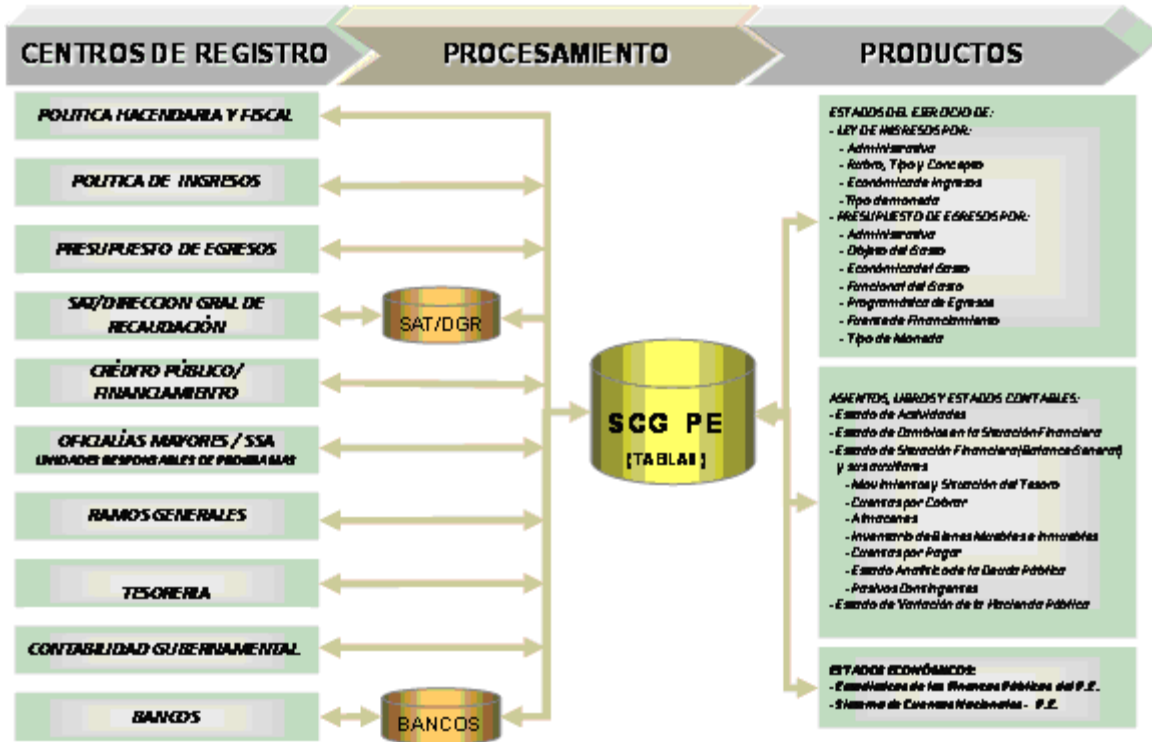 CENTROS DE REGISTRO
PROCESAMIENTO
PRODUCTOS
POLITICA HACENDARIA Y FISCAL
POLITICA DE INGRESOS
PRESUPUESTO DE EGRESOS
SAT/DIRECCION GRAL DE
RECAUDACIÓN
CRÉDITO PÚBLICO/
FINANCIAMIENTO
OFICIALÍAS MAYORES / SSA
UNIDADES RESPONSABLES DE PROGRAMAS
RAMOS GENERALES
TESORERIA
CONTABILIDAD GUBERNAMENTAL
BANCOS
SAT/DGR
BANCOS
SCG PE
(TABLAS)
ESTADOS DEL EJERCICIO DE:
- LEY DE INGRESOS POR:
- Administrativa
- Rubro, Tipo y Concepto
- Económica de Ingresos
- Tipo de moneda
- PRESUPUESTO DE EGRESOS POR:
- Administrativa
- Objeto del Gasto
- Económica del Gasto
- Funcional del Gasto
- Programática de Egresos
- Fuente de Financiamiento
- Tipo de Moneda
ASIENTOS, LIBROS Y ESTADOS CONTABLES:
- Estado de Actividades
- Estado de Cambios en la Situación Financiera
- Estado de Situación Financiera (Balance General)
y sus auxiliares
- Movimientos y Situación del Tesoro
- Cuentas por Cobrar
- Almacenes
- Inventario de Bienes Muebles e Inmuebles
- Cuentas por Pagar
- Estado Analítico de la Deuda Pública
- Pasivos Contingentes
- Estado de Variación de la Hacienda Pública
ESTADOS ECONÓMICOS:
- Estadísticas de las Finanzas Públicas del P.E.
- Sistema de Cuentas Nacionales - P.E.